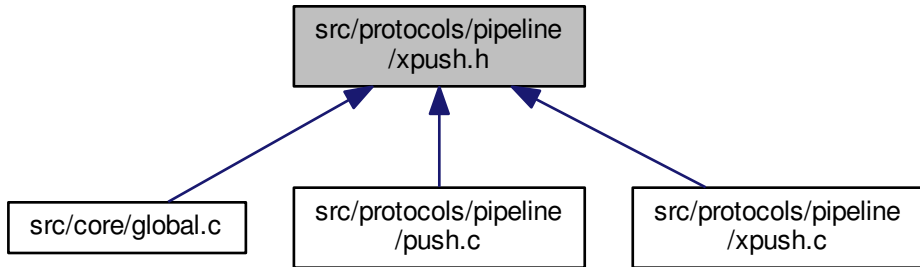 src/protocols/pipeline
/xpush.h
src/core/global.c
src/protocols/pipeline
/push.c
src/protocols/pipeline
/xpush.c